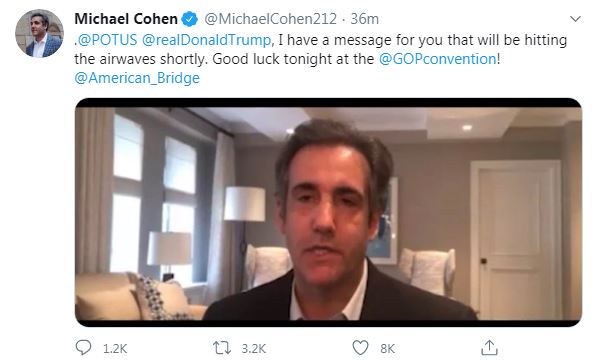 Michael Cohen @MichaelCohen212 · 36m
.@POTUS @realDonaldTrump, I have a message for you that will be hitting
the airwaves shortly. Good luck tonight at the @GOPconvention!
@American_Bridge
1.2K 3.2K 8K